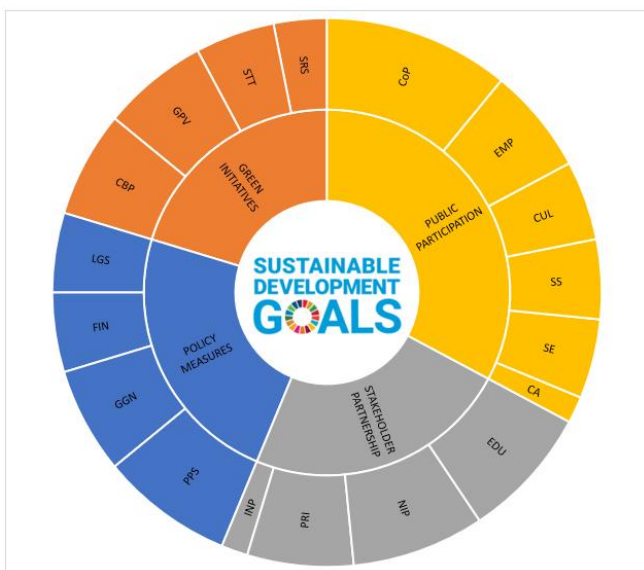 SRS
STT
GPV
CBP
GREEN
INITIATIVES
CoP
EMP
CUL
SS
SE
CA
PUBLIC
PARTICIPATION
SUSTAINABLE
DEVELOPMENT
GOALS
LGS
FIN
GGN
PPS
POLICY
MEASURES
STAKEHOLDER
PARTNERSHIP
EDU
NIP
PRI
INP